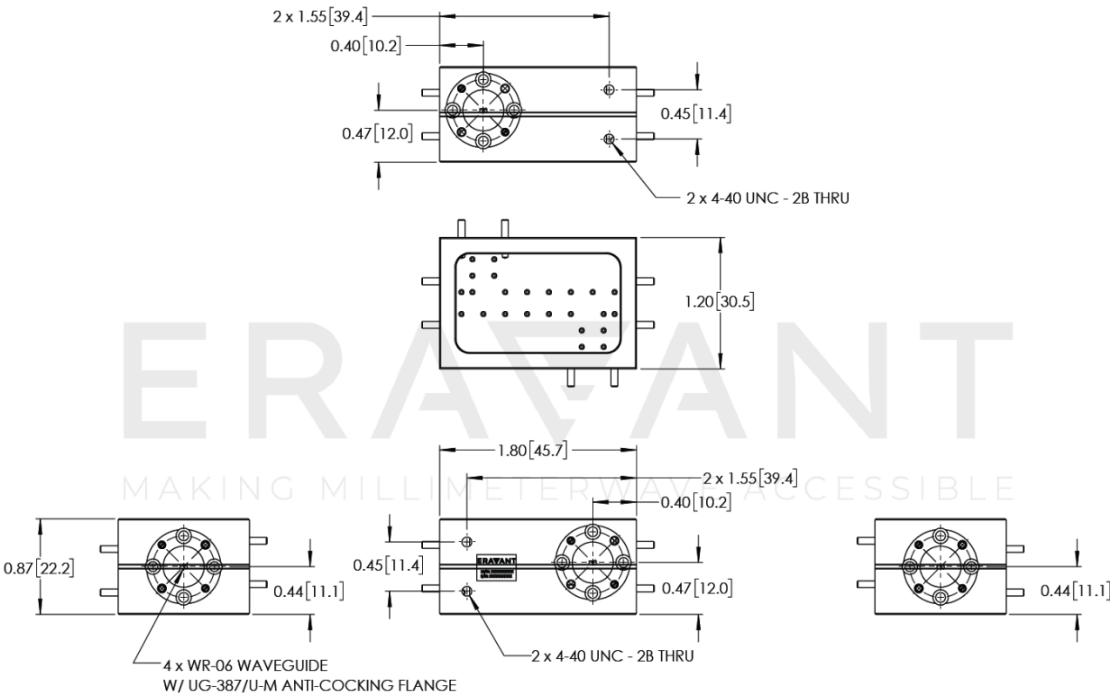 2 x 1.55[39.4]
0.40[10.2]
0.47[12.0]
0.45[11.4]
2 x 4-40 UNC - 2B THRU
1.20[30.5]
ERAVANT
MAKING MILLIMETERWAVE ACCESSIBLE
1.80[45.7]
2 x 1.55[39.4]
0.40[10.2]
0.87[22.2]
0.44[11.1]
0.45[11.4]
ERAVANT
0.47[12.0]
0.44[11.1]
2 x 4-40 UNC - 2B THRU
4 x WR-06 WAVEGUIDE
W/ UG-387/U-M ANTI-COCKING FLANGE